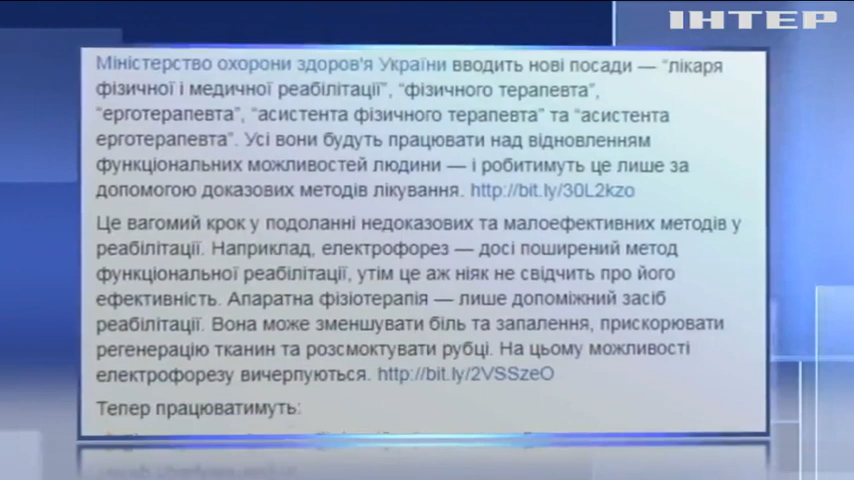 ІНТЕР
Міністерство охорони здоров'я України вводить нові посади — “лікаря
фізичної і медичної реабілітації”, “фізичного терапевта”,
“ерготерапевта”, “асистента фізичного терапевта” та “асистента
ерготерапевта”. Усі вони будуть працювати над відновленням
функціональних можливостей людини — і робитимуть це лише за
допомогою доказових методів лікування. http://bit.ly/30L2kzo
Це вагомий крок у подоланні недоказових та малоефективних методів у
реабілітації. Наприклад, електрофорез — досі поширений метод
функціональної реабілітації, утім це аж ніяк не свідчить про його
ефективність. Апаратна фізіотерапія — лише допоміжний засіб
реабілітації. Вона може зменшувати біль та запалення, прискорювати
регенерацію тканин та розсмоктувати рубці. На цьому можливості
електрофорезу вичерпуються. http://bit.ly/2VSSzeO
Тепер працюватимуть: